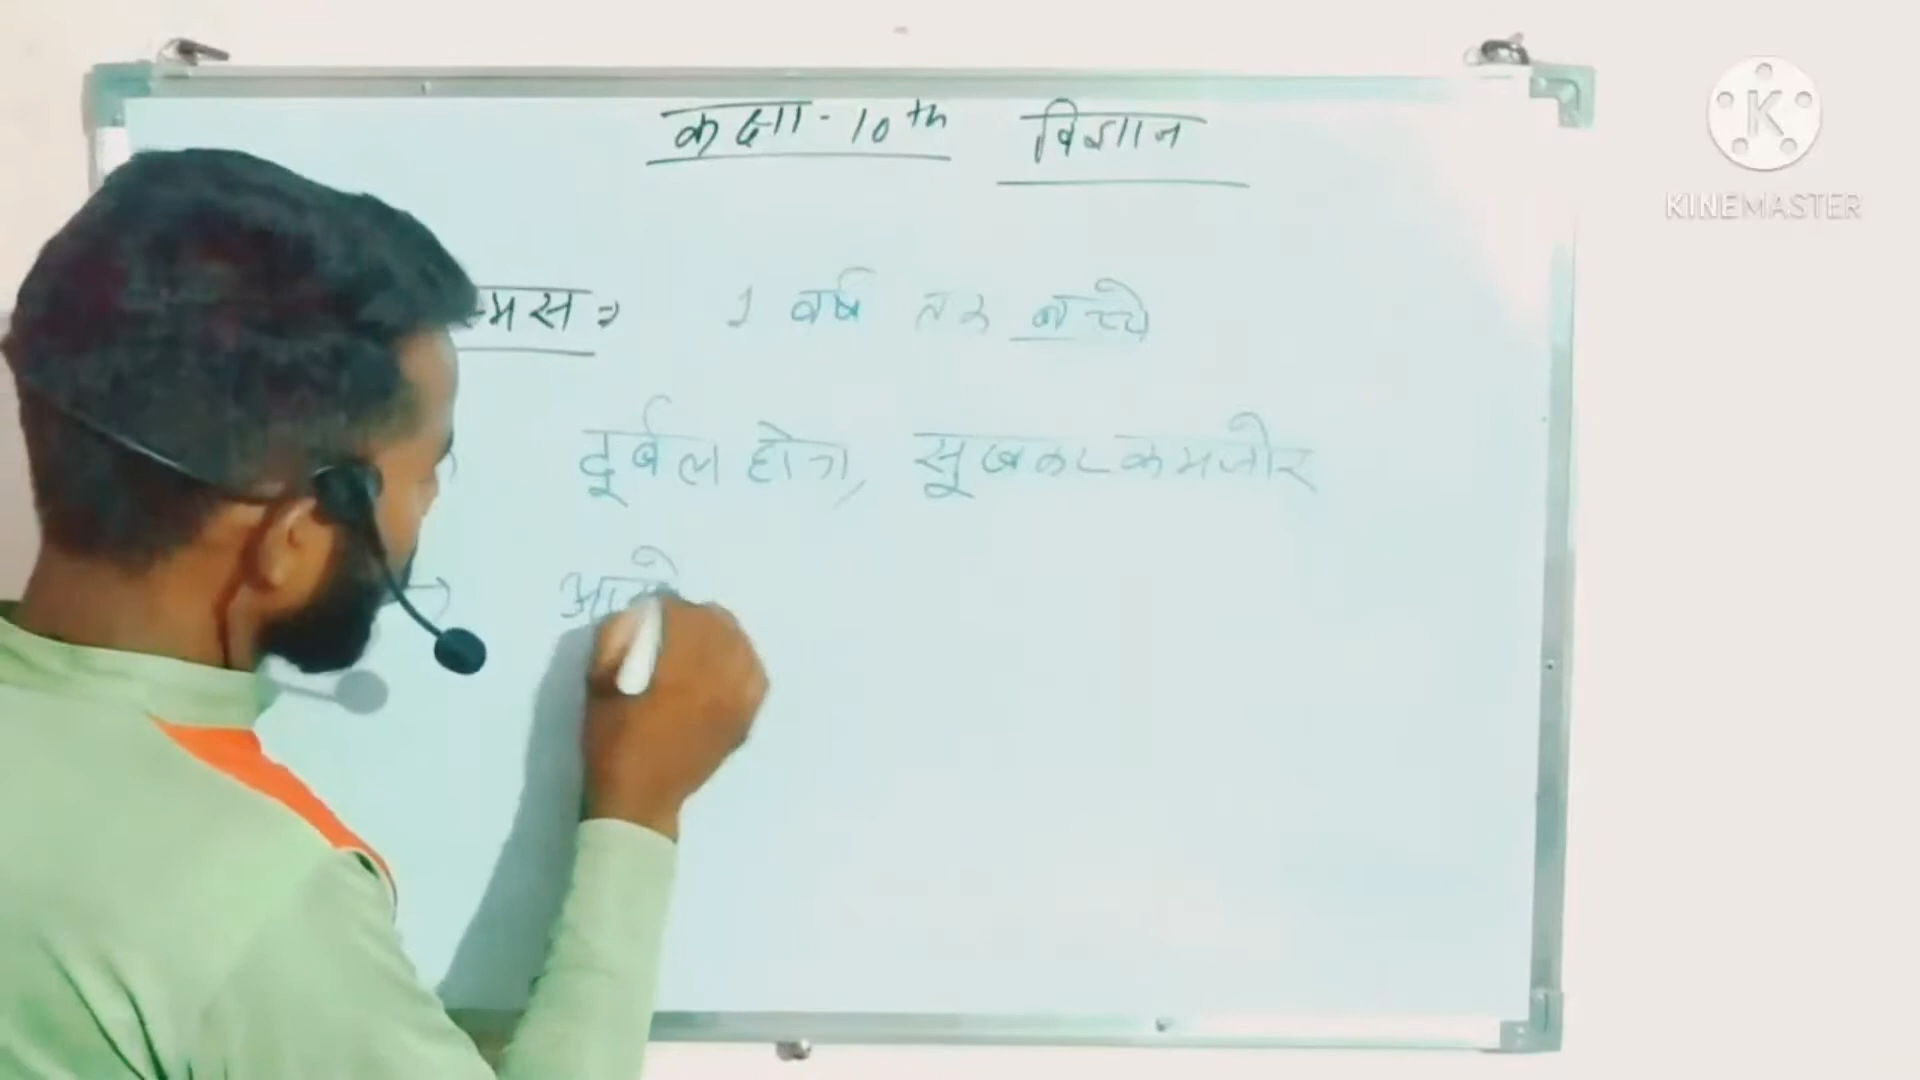 कक्षा - 10th विज्ञान
KINEMASTER
मस = 1 वर्ष तक बच्चे
दूर्बल होना, सूखकर कमजोर